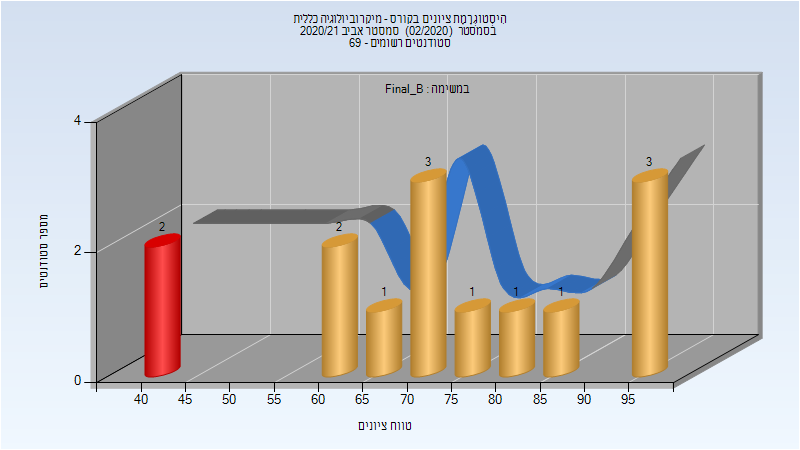 היסטוגרמת ציונים בקורס - מיקרוביולוגיה כללית
בסמסטר (02/2020) סמסטר אביב 2020/21
סטודנטים רשומים - 69
במשימה : Final_B
4
2
0
מספר סטודנטים
2
2
1
3
1
1
1
3
40 45 50 55 60 65 70 75 80 85 90 95
טווח ציונים